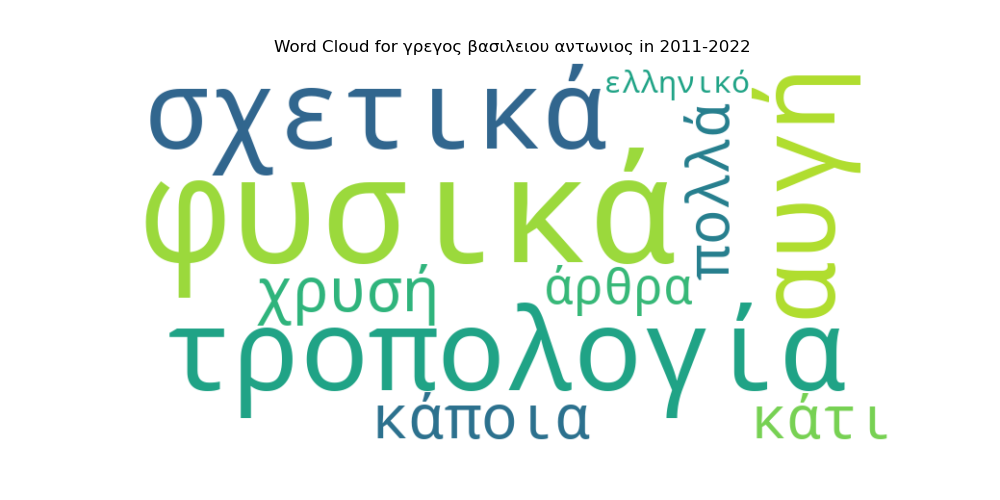 Word Cloud for γρεγος βασιλειου αντωνιος in 2011-2022
σχετικά
ελληνικό
πολλά
αυγή
φυσικά
χρυσή
άρθρα
τροπολογία
κάποια
κάτι